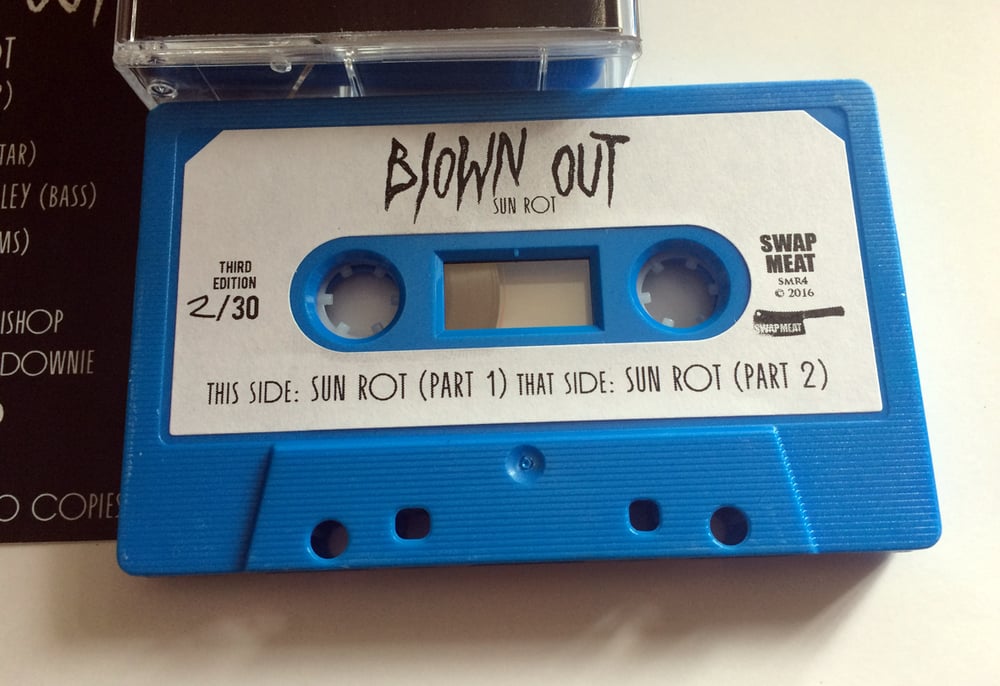 OUT
TAR)
LEY (BASS)
MS)
ISHOP
DOWNIE
O COPIES
BLOWN OUT
SUN ROT
THIRD
EDITION
2/30
SWAP
MEAT
SMR4
© 2016
SWAP MEAT
THIS SIDE: SUN ROT (PART 1) THAT SIDE: SUN ROT (PART 2)